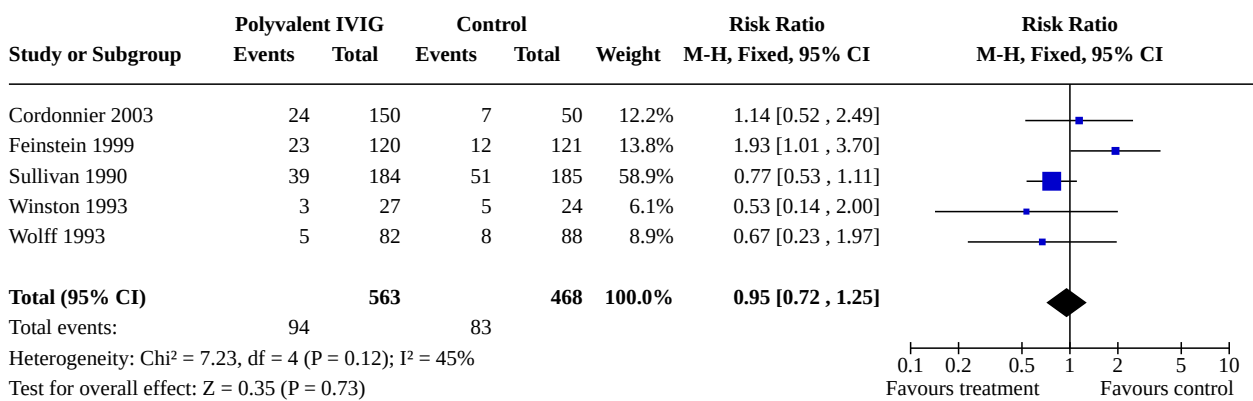 Polyvalent IVIG Control Risk Ratio Risk Ratio
Study or Subgroup Events Total Events Total Weight M-H, Fixed, 95% CI M-H, Fixed, 95% CI
Cordonnier 2003 24 150 7 50 12.2% 1.14 [0.52 , 2.49]
Feinstein 1999 23 120 12 121 13.8% 1.93 [1.01 , 3.70]
Sullivan 1990 39 184 51 185 58.9% 0.77 [0.53 , 1.11]
Winston 1993 3 27 5 24 6.1% 0.53 [0.14 , 2.00]
Wolff 1993 5 82 8 88 8.9% 0.67 [0.23 , 1.97]
Total (95% CI) 563 468 100.0% 0.95 [0.72 , 1.25]
Total events: 94 83
Heterogeneity: Chi² = 7.23, df = 4 (P = 0.12); I² = 45%
0.1 0.2 0.5 1 2 5 10
Test for overall effect: Z = 0.35 (P = 0.73) Favours treatment Favours control